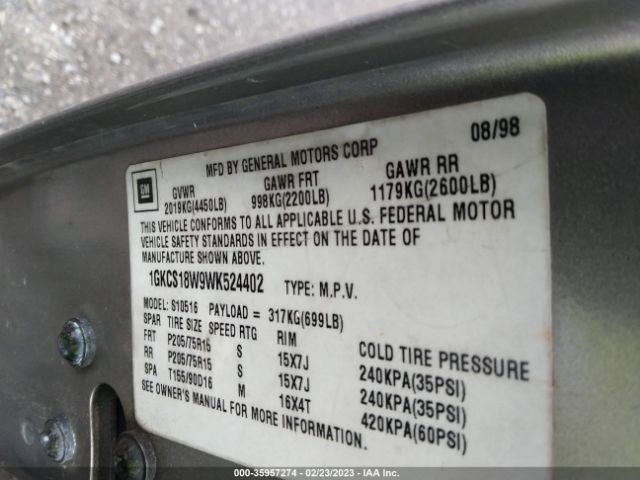 08/98
MFD BY GENERAL MOTORS CORP
GM
GVWR GAWR FRT GAWR RR
2019KG(4450LB) 998KG(2200LB) 1179KG(2600LB)
THIS VEHICLE CONFORMS TO ALL APPLICABLE U.S. FEDERAL MOTOR
VEHICLE SAFETY STANDARDS IN EFFECT ON THE DATE OF
MANUFACTURE SHOWN ABOVE.
1GKCS18W9WK524402 TYPE: M.P.V.
MODEL: S10516 PAYLOAD = 317KG(699LB)
SPAR TIRE SIZE SPEED RTG RIM COLD TIRE PRESSURE
FRT P205/75R15 S 15X7J 240KPA(35PSI)
RR P205/75R15 S 15X7J 240KPA(35PSI)
SPA T155/90D16 M 16X4T 420KPA(60PSI)
SEE OWNER'S MANUAL FOR MORE INFORMATION.
000-35957274 - 02/23/2023 - IAA Inc.